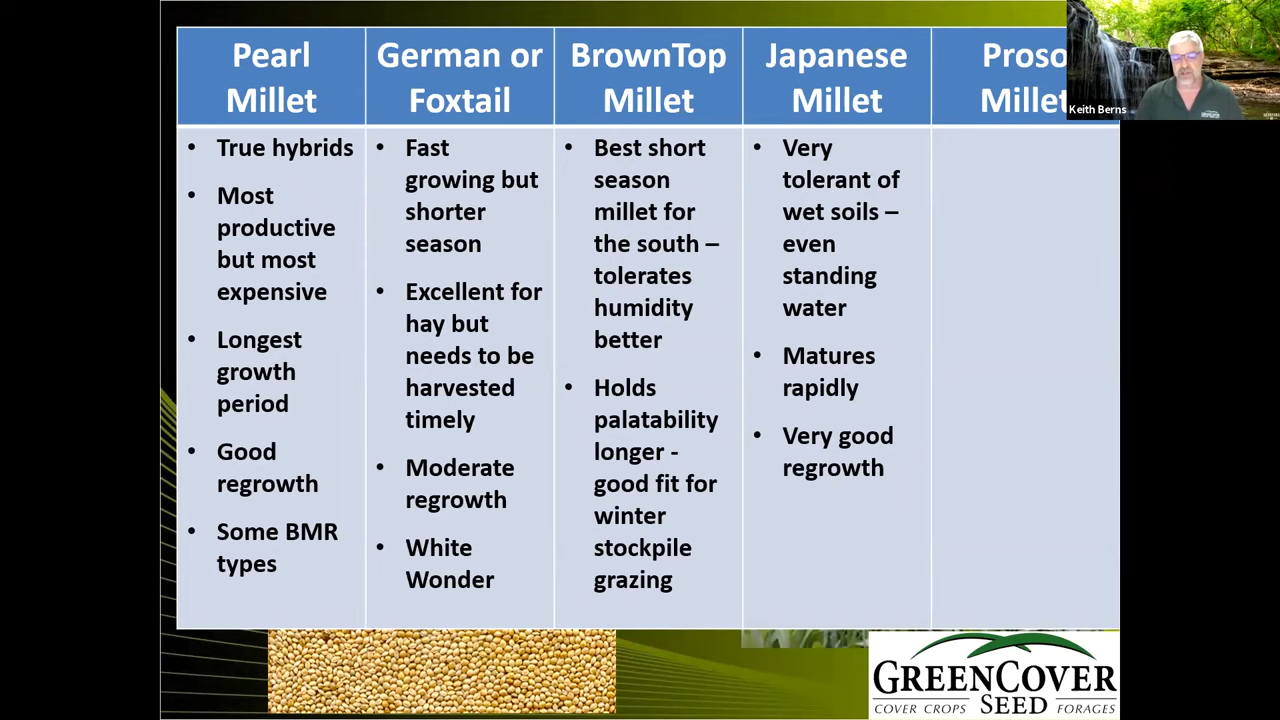 Pearl
Millet
German or
Foxtail
BrownTop
Millet
Japanese
Millet
Proso
Millet
Keith Berns
• True hybrids
• Most
productive
but most
expensive
• Longest
growth
period
• Good
regrowth
• Some BMR
types
• Fast
growing but
shorter
season
• Excellent for
hay but
needs to be
harvested
timely
• Moderate
regrowth
• White
Wonder
• Best short
season
millet for
the south –
tolerates
humidity
better
• Holds
palatability
longer -
good fit for
winter
stockpile
grazing
• Very
tolerant of
wet soils –
even
standing
water
• Matures
rapidly
• Very good
regrowth
GREENCOVER
COVER CROPS SEED FORAGES